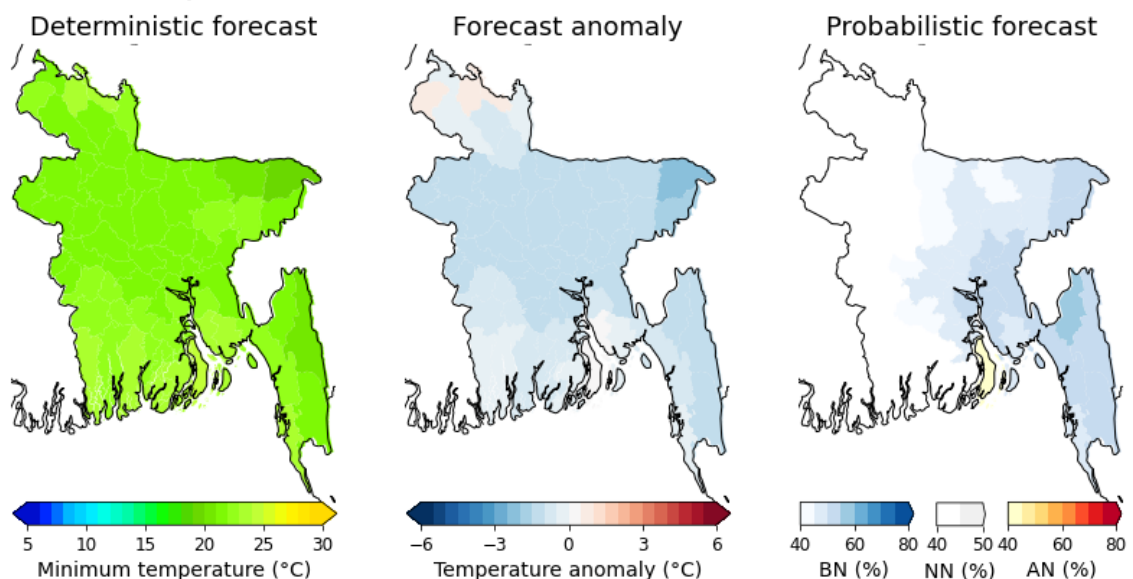 Deterministic forecast
Forecast anomaly
Probabilistic forecast
5 10 15 20 25 30
Minimum temperature (°C)
−6 −3 0 3 6
Temperature anomaly (°C)
40 60 80
BN (%)
40 50
NN (%)
40 60 80
AN (%)